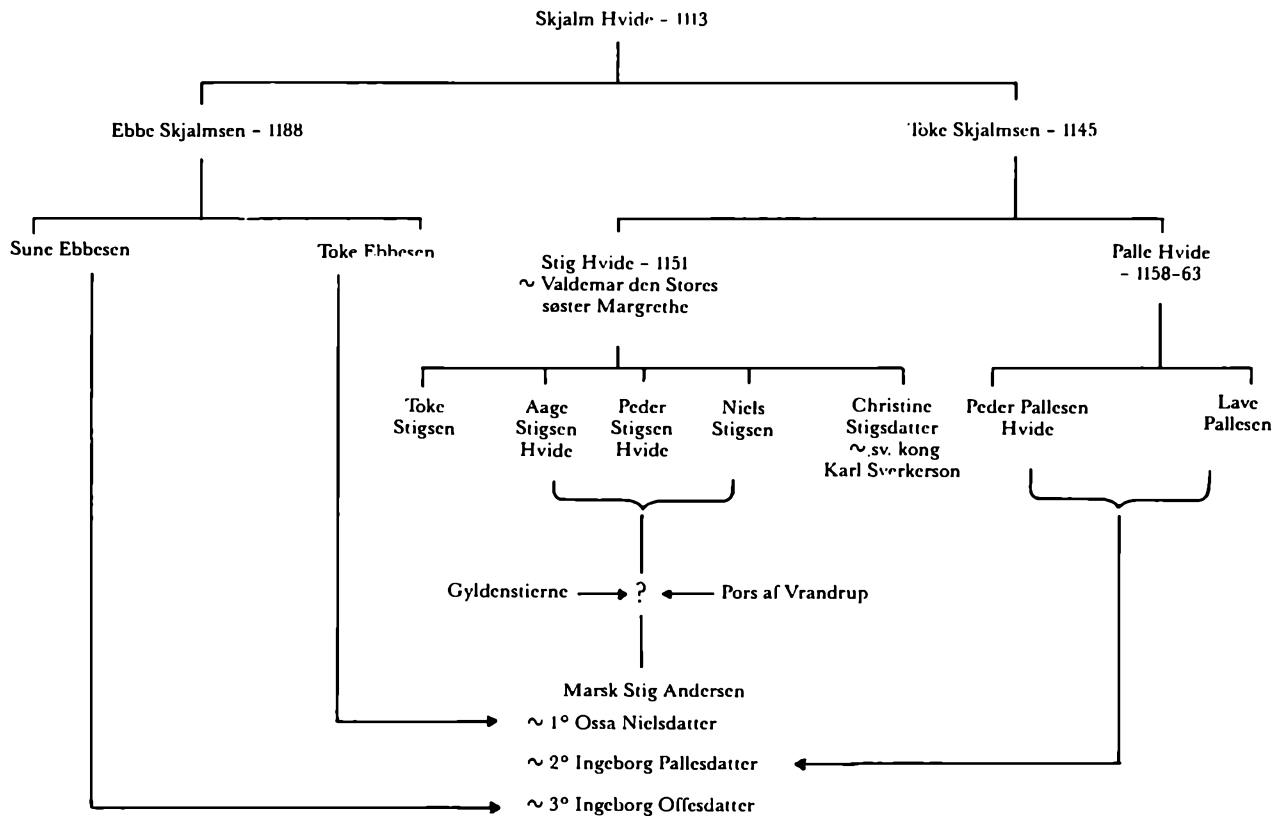 Skjalm Hvide - 1113
Ebbe Skjalmsen - 1188
Toke Skjalmsen - 1145
Sune Ebbesen
Toke Ebbesen
Stig Hvide - 1151
~ Valdemar den Stores
søster Margrethe
Palle Hvide
- 1158-63
Toke
Stigsen
Aage
Stigsen
Hvide
Peder
Stigsen
Hvide
Niels
Stigsen
Christine
Stigsdatter
~ sv. kong
Karl Sverkerson
Peder Pallesen
Hvide
Lave
Pallesen
Gyldenstierne
?
Pors af Vrandrup
Marsk Stig Andersen
~ 1° Ossa Nielsdatter
~ 2° Ingeborg Pallesdatter
~ 3° Ingeborg Offesdatter